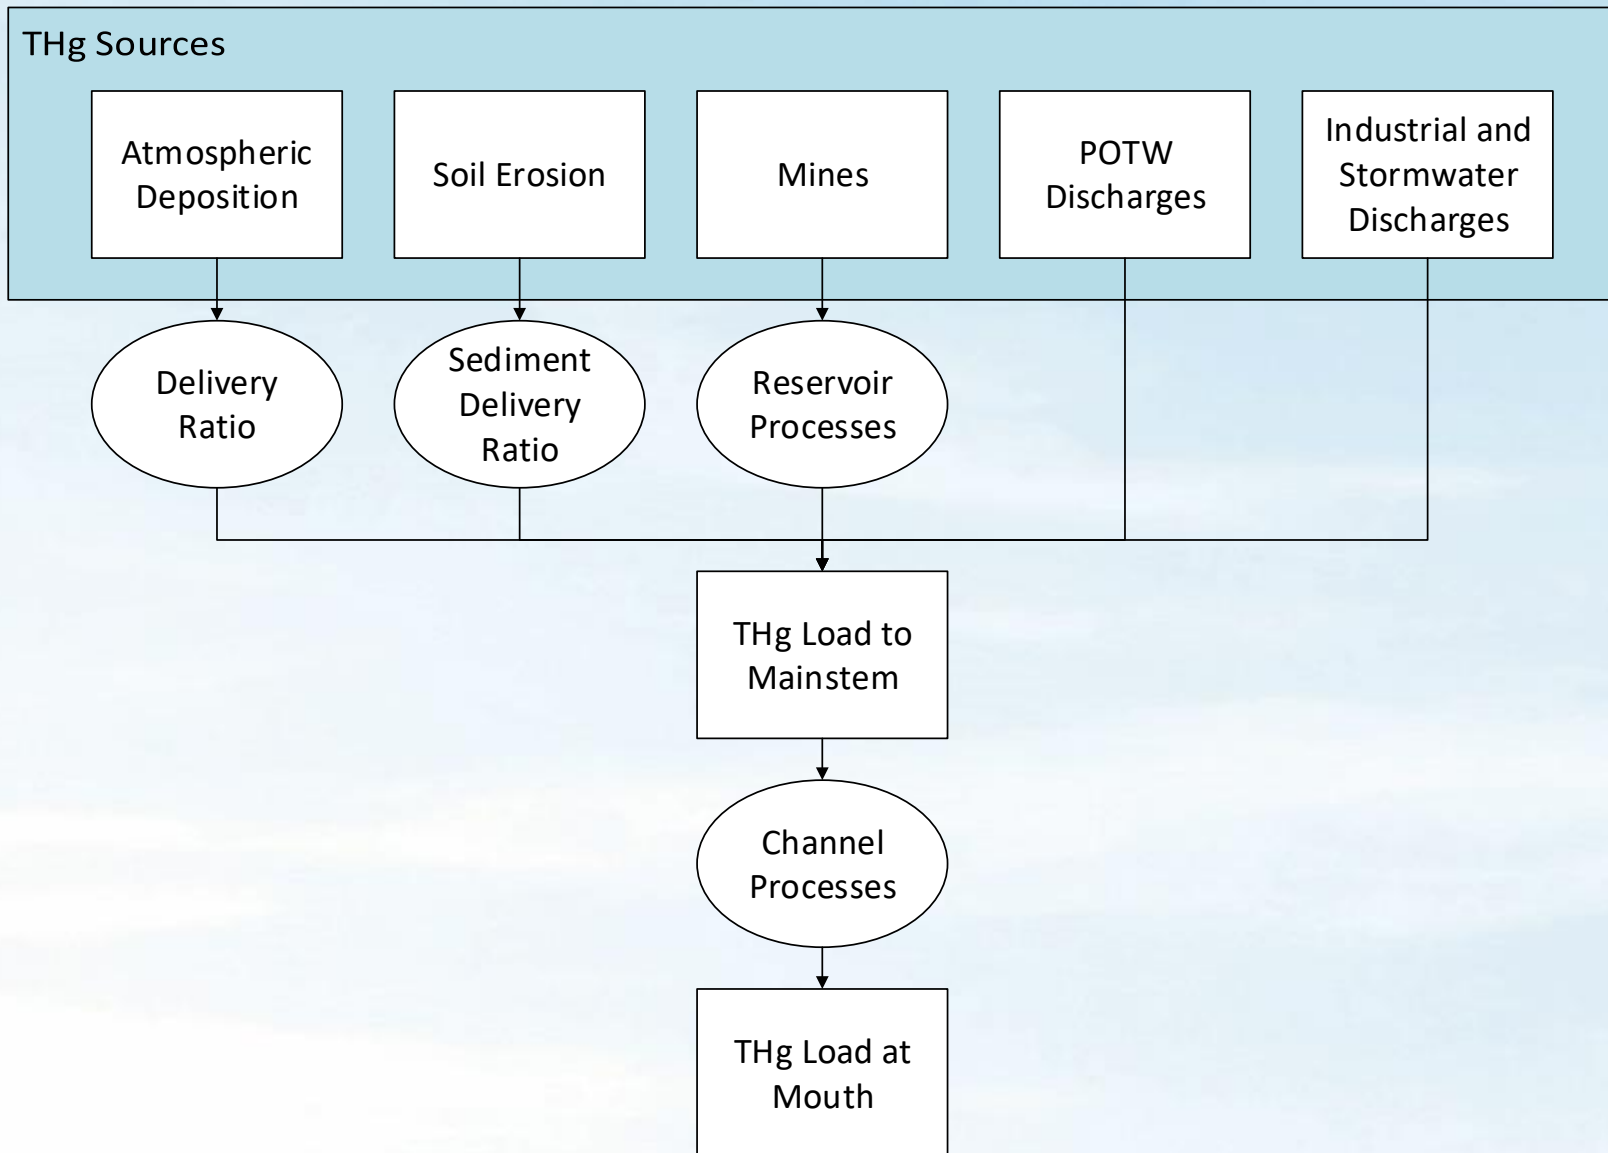 THg Sources
Atmospheric
Deposition
Soil Erosion
Mines
POTW
Discharges
Industrial and
Stormwater
Discharges
Delivery
Ratio
Sediment
Delivery
Ratio
Reservoir
Processes
THg Load to
Mainstem
Channel
Processes
THg Load at
Mouth